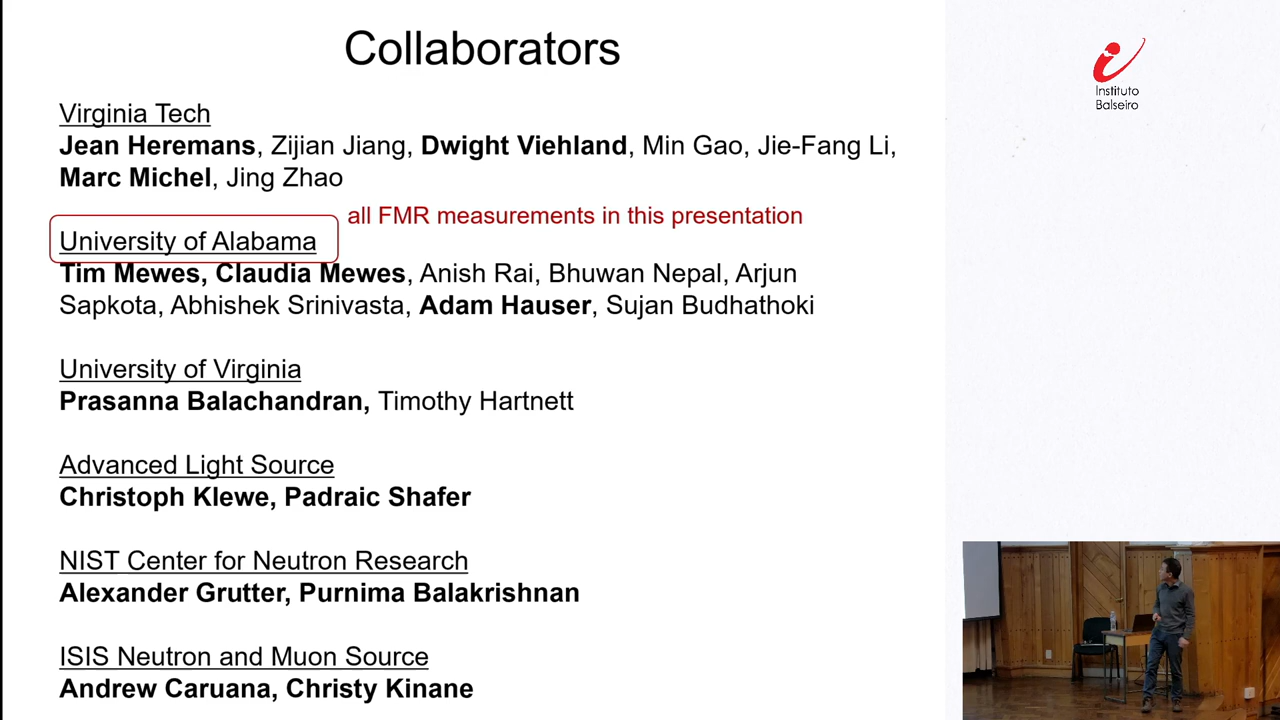 Collaborators
Virginia Tech
Jean Heremans, Zijian Jiang, Dwight Viehland, Min Gao, Jie-Fang Li,
Marc Michel, Jing Zhao
all FMR measurements in this presentation
University of Alabama
Tim Mewes, Claudia Mewes, Anish Rai, Bhuwan Nepal, Arjun
Sapkota, Abhishek Srinivasta, Adam Hauser, Sujan Budhathoki
University of Virginia
Prasanna Balachandran, Timothy Hartnett
Advanced Light Source
Christoph Klewe, Padraic Shafer
NIST Center for Neutron Research
Alexander Grutter, Purnima Balakrishnan
ISIS Neutron and Muon Source
Andrew Caruana, Christy Kinane
Instituto
Balseiro